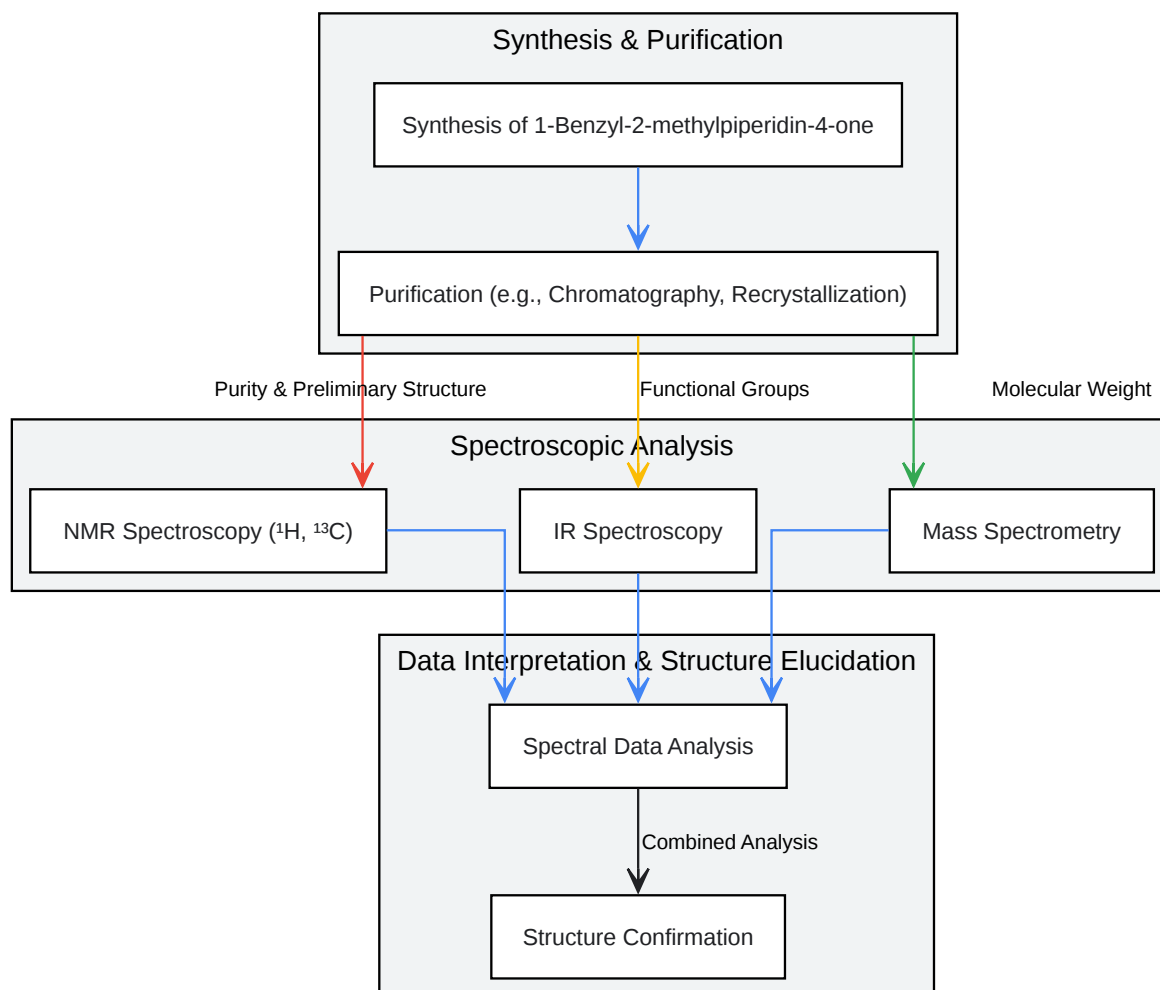 Synthesis & Purification
Synthesis of 1-Benzyl-2-methylpiperidin-4-one
Purification (e.g., Chromatography, Recrystallization)
Purity & Preliminary Structure
Functional Groups
Molecular Weight
Spectroscopic Analysis
NMR Spectroscopy (¹H, ¹³C)
IR Spectroscopy
Mass Spectrometry
Data Interpretation & Structure Elucidation
Spectral Data Analysis
Combined Analysis
Structure Confirmation